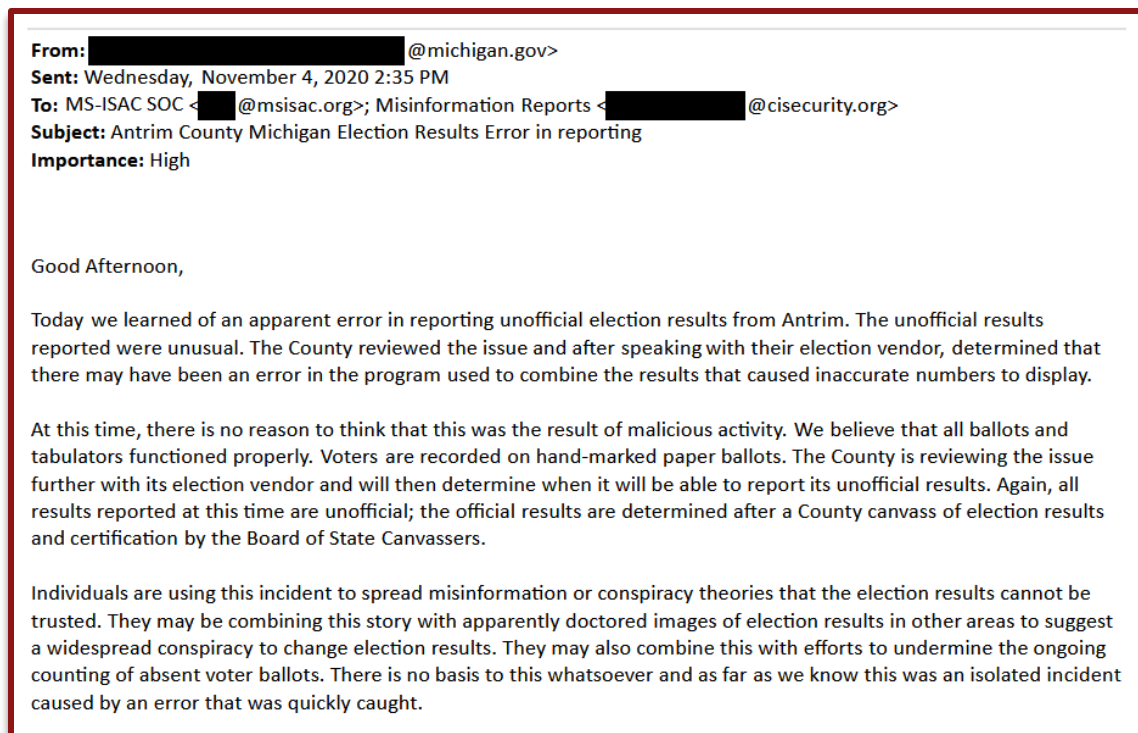 From: @michigan.gov>
Sent: Wednesday, November 4, 2020 2:35 PM
To: MS-ISAC SOC < @msisac.org>; Misinformation Reports < @cisecurity.org>
Subject: Antrim County Michigan Election Results Error in reporting
Importance: High
Good Afternoon,
Today we learned of an apparent error in reporting unofficial election results from Antrim. The unofficial results
reported were unusual. The County reviewed the issue and after speaking with their election vendor, determined that
there may have been an error in the program used to combine the results that caused inaccurate numbers to display.
At this time, there is no reason to think that this was the result of malicious activity. We believe that all ballots and
tabulators functioned properly. Voters are recorded on hand-marked paper ballots. The County is reviewing the issue
further with its election vendor and will then determine when it will be able to report its unofficial results. Again, all
results reported at this time are unofficial; the official results are determined after a County canvass of election results
and certification by the Board of State Canvassers.
Individuals are using this incident to spread misinformation or conspiracy theories that the election results cannot be
trusted. They may be combining this story with apparently doctored images of election results in other areas to suggest
a widespread conspiracy to change election results. They may also combine this with efforts to undermine the ongoing
counting of absent voter ballots. There is no basis to this whatsoever and as far as we know this was an isolated incident
caused by an error that was quickly caught.